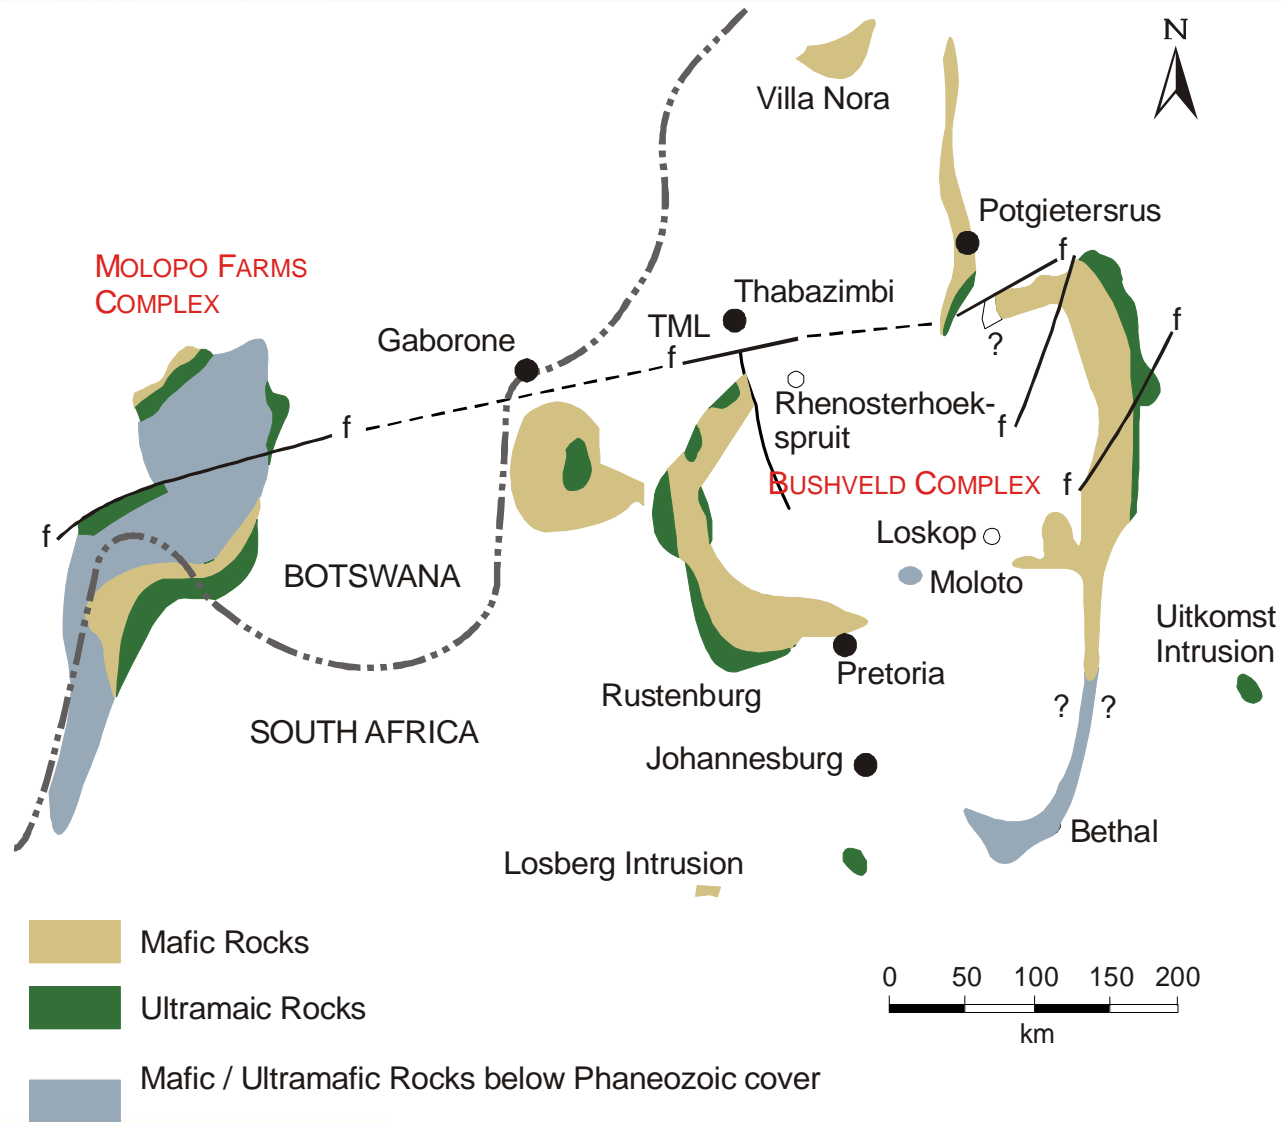 N
Villa Nora
Potgietersrus
f
MOLOPO FARMS
COMPLEX
Thabazimbi
TML
f
Gaborone
f
?
Rhenosterhoek-
spruit
f
f
BUSHVELD COMPLEX
f
f
Loskop
BOTSWANA
Moloto
Uitkomst
Intrusion
Pretoria
Rustenburg
? ?
SOUTH AFRICA
Johannesburg
Bethal
Losberg Intrusion
Mafic Rocks
0 50 100 150 200
km
Ultramaic Rocks
Mafic / Ultramafic Rocks below Phaneozoic cover